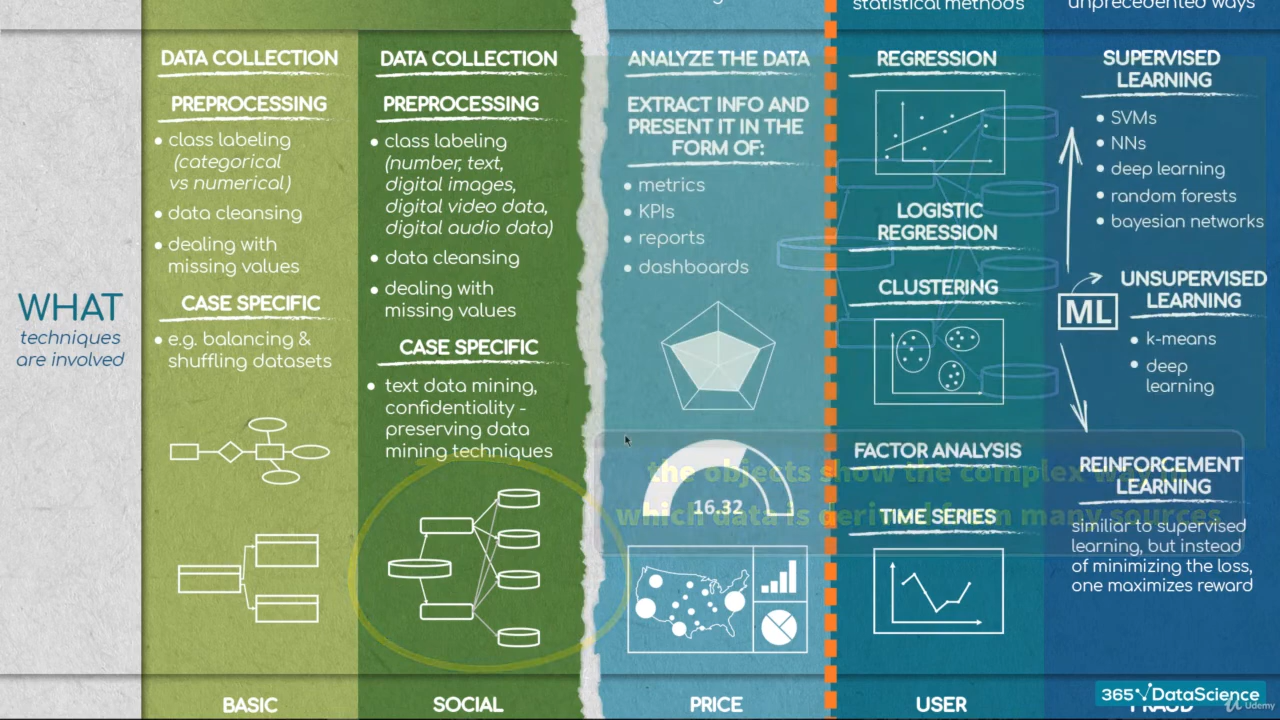 statistical methods
unprecedented ways
WHAT
techniques
are involved
DATA COLLECTION
PREPROCESSING
• class labeling
(categorical
vs numerical)
• data cleansing
• dealing with
missing values
CASE SPECIFIC
• e.g. balancing &
shuffling datasets
BASIC
DATA COLLECTION
PREPROCESSING
• class labeling
(number, text,
digital images,
digital video data,
digital audio data)
• data cleansing
• dealing with
missing values
CASE SPECIFIC
• text data mining,
confidentiality -
preserving data
mining techniques
SOCIAL
ANALYZE THE DATA
EXTRACT INFO AND
PRESENT IT IN THE
FORM OF:
• metrics
• KPIs
• reports
• dashboards
16.32
PRICE
REGRESSION
LOGISTIC
REGRESSION
CLUSTERING
FACTOR ANALYSIS
TIME SERIES
USER
SUPERVISED
LEARNING
• SVMs
• NNs
• deep learning
• random forests
• bayesian networks
ML
UNSUPERVISED
LEARNING
• k-means
• deep
learning
REINFORCEMENT
LEARNING
similiar to supervised
learning, but instead
of minimizing the loss,
one maximizes reward
the objects show the complex way in
which data is derived from many sources
365 DataScience
Udemy